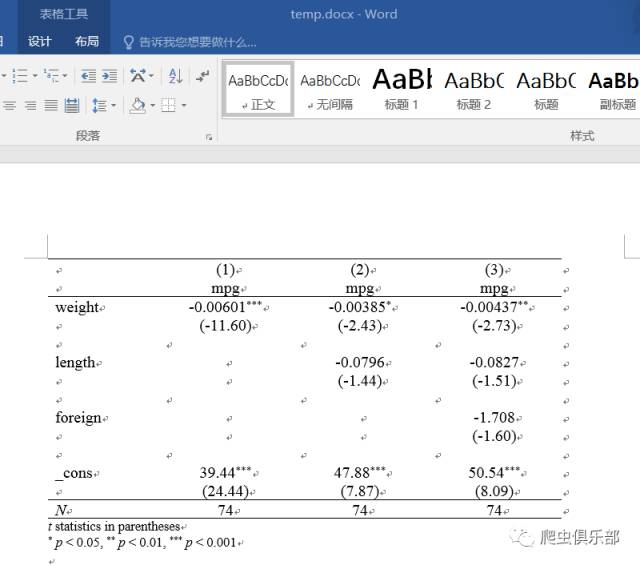 表格工具 temp.docx - Word
设计 布局 告诉我您想要做什么...
段落
AaBbCcDc AaBbCcDc AaBl AaBbC AaBbC AaBbC
正文 无间隔 标题 1 标题 2 标题 副标题
样式
(1) (2) (3)
mpg mpg mpg
weight -0.00601*** -0.00385* -0.00437**
(-11.60) (-2.43) (-2.73)
length -0.0796 -0.0827
(-1.44) (-1.51)
foreign -1.708
(-1.60)
_cons 39.44*** 47.88*** 50.54***
(24.44) (7.87) (8.09)
N 74 74 74
t statistics in parentheses
* p < 0.05, ** p < 0.01, *** p < 0.001
爬虫俱乐部